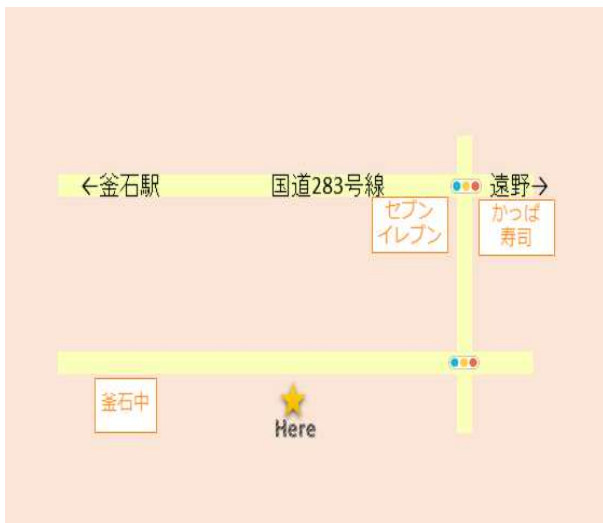 ←釜石駅
国道283号線
遠野→
セブン
イレブン
かっぱ
寿司
釜石中
Here